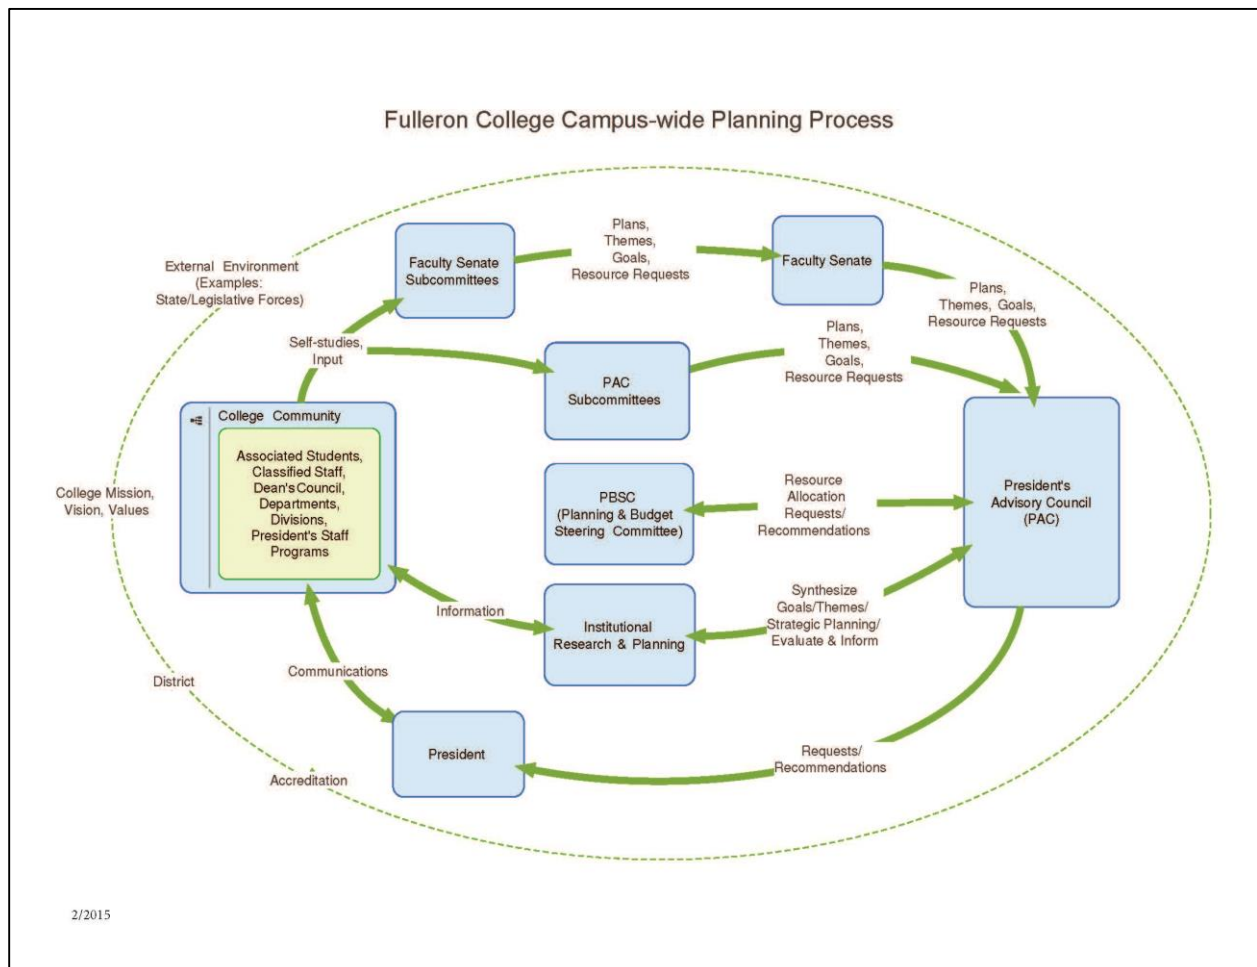 Fulleron College Campus-wide Planning Process
External Environment
(Examples:
State/Legislative Forces)
Faculty Senate
Subcommittees
Plans,
Themes,
Goals,
Resource Requests
Faculty Senate
Plans,
Themes, Goals,
Resource Requests
Self-studies,
Input
PAC
Subcommittees
Plans,
Themes,
Goals,
Resource Requests
College Community
Associated Students,
Classified Staff,
Dean's Council,
Departments,
Divisions,
President's Staff
Programs
College Mission,
Vision, Values
PBSC
(Planning & Budget
Steering Committee)
Resource
Allocation
Requests/
Recommendations
President's
Advisory Council
(PAC)
Information
Institutional
Research & Planning
Synthesize
Goals/Themes/
Strategic Planning/
Evaluate & Inform
Communications
District
President
Requests/
Recommendations
Accreditation
2/2015